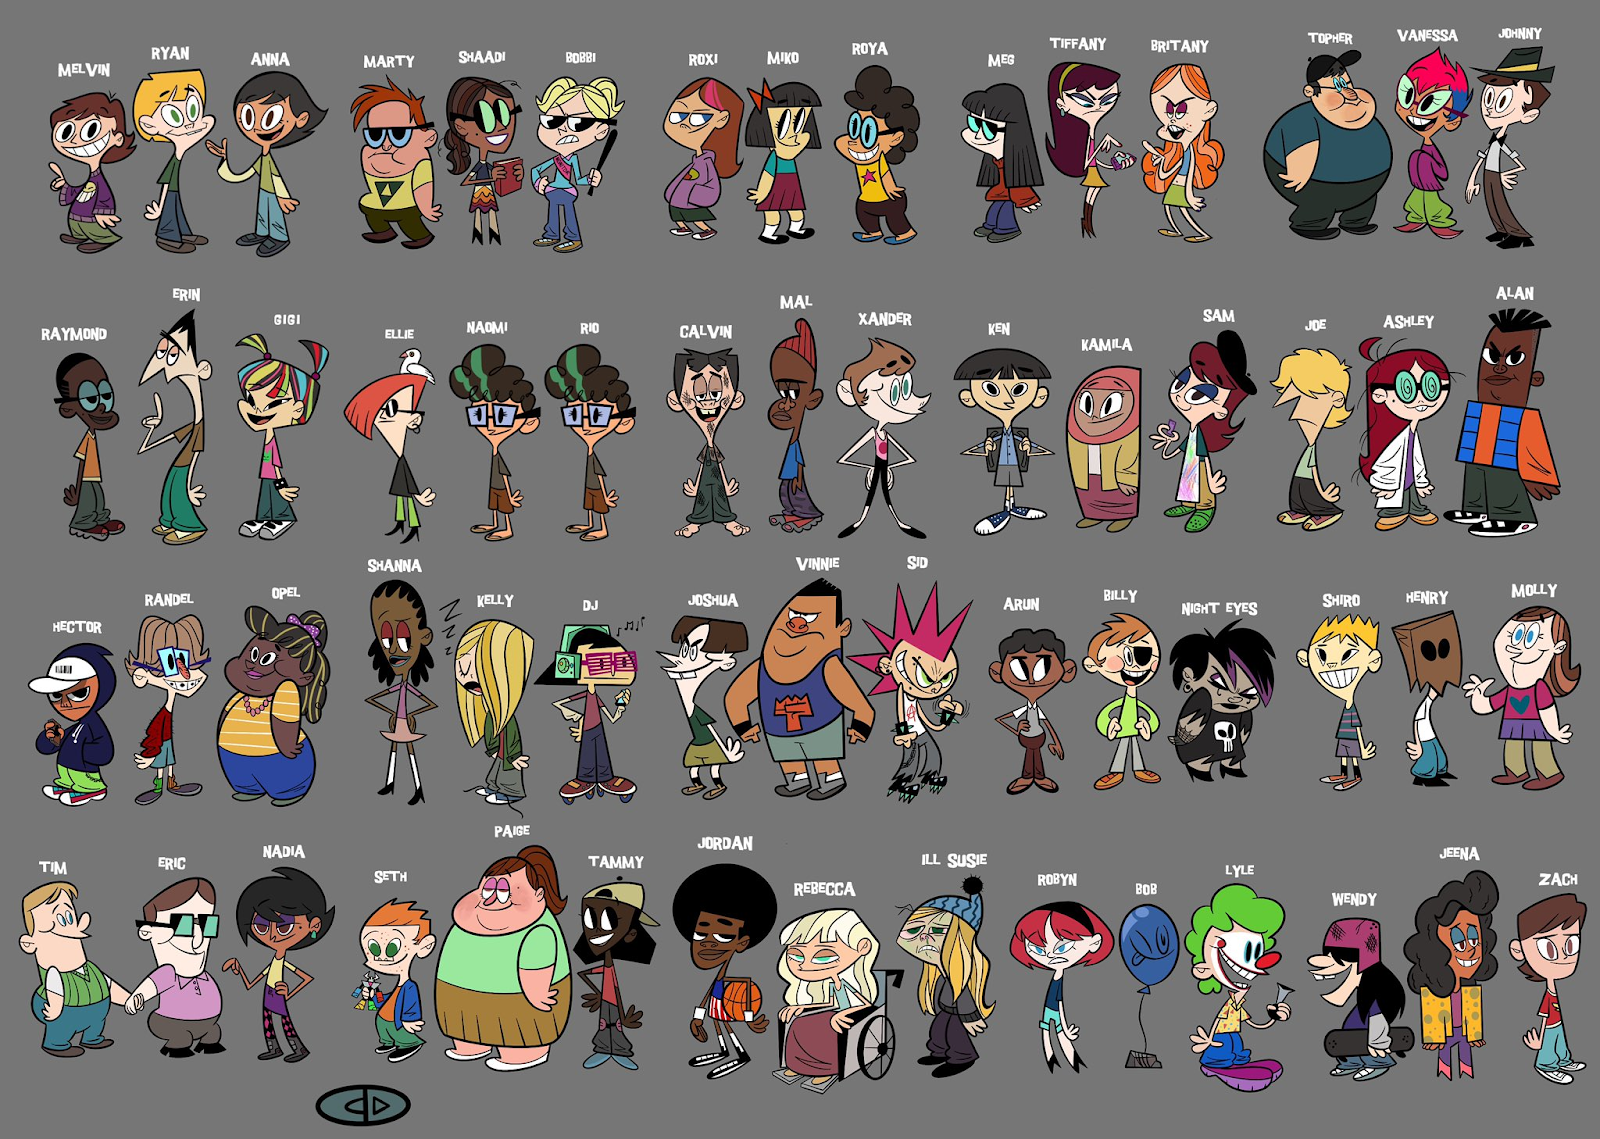 MELVIN
RYAN
ANNA
MARTY
SHAADI
BOBBI
ROXI
MIKO
ROYA
MEG
TIFFANY
BRITANY
TOPHER
VANESSA
JOHNNY
RAYMOND
ERIN
GIGI
ELLIE
NAOMI
RIO
CALVIN
MAL
XANDER
KEN
KAMILA
SAM
JOE
ASHLEY
ALAN
HECTOR
RANDEL
OPEL
SHANNA
KELLY
ZZZ
DJ
JOSHUA
VINNIE
T
SID
ARUN
BILLY
NIGHT EYES
SHIRO
HENRY
MOLLY
TIM
ERIC
NADIA
SETH
PAIGE
TAMMY
JORDAN
REBECCA
ILL SUSIE
ROBYN
BOB
LYLE
WENDY
JEENA
ZACH
CD